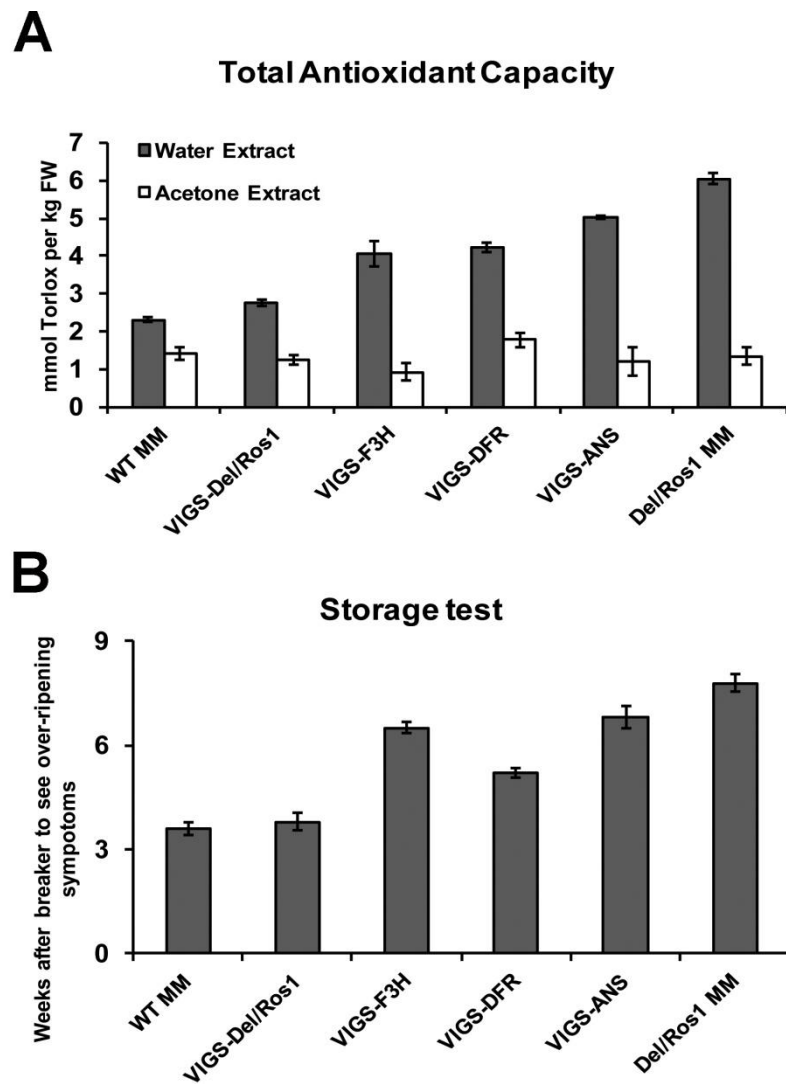 A
Total Antioxidant Capacity
mmol Torlox per kg FW
7
6
5
4
3
2
1
0
Water Extract
Acetone Extract
WT MM
VIGS-Del/Ros1
VIGS-F3H
VIGS-DFR
VIGS-ANS
Del/Ros1 MM
B
Storage test
Weeks after breaker to see over-ripening
sympotoms
9
6
3
0
WT MM
VIGS-Del/Ros1
VIGS-F3H
VIGS-DFR
VIGS-ANS
Del/Ros1 MM